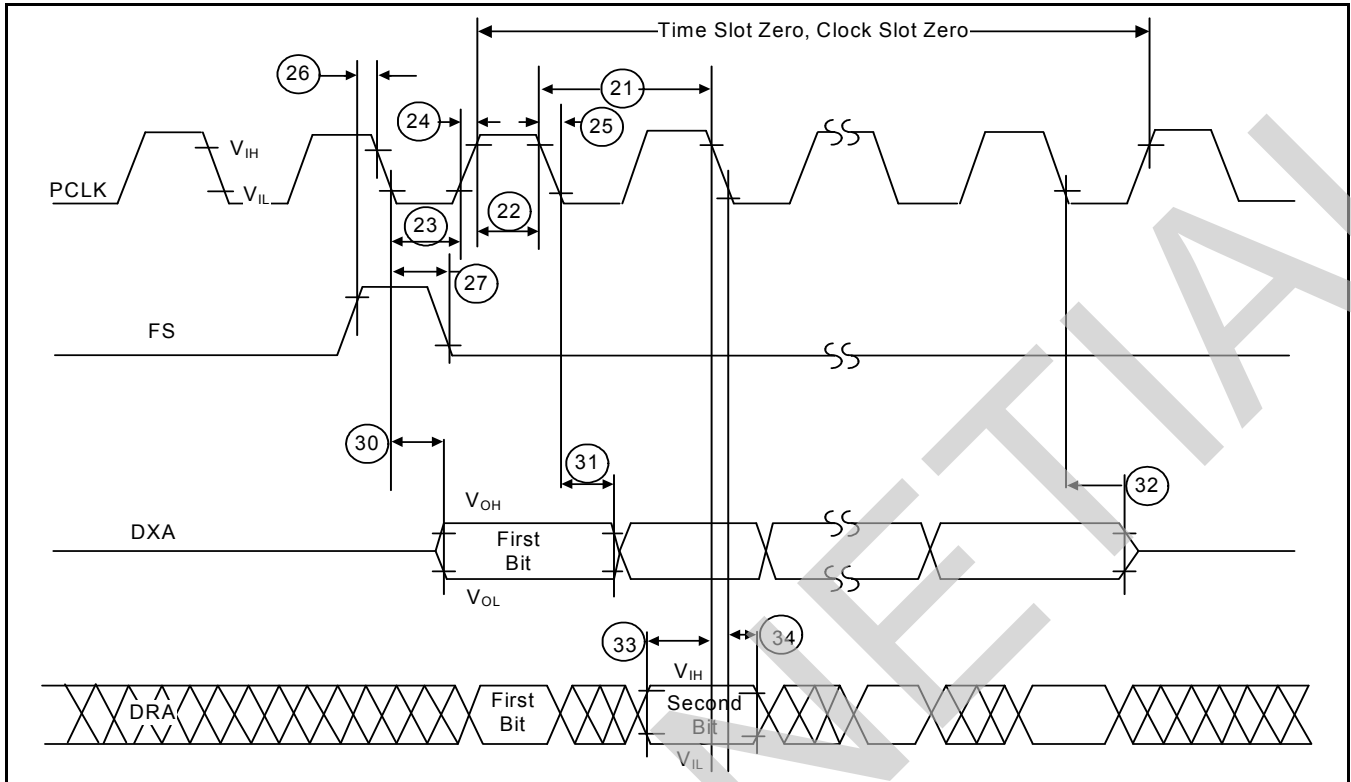 Time Slot Zero, Clock Slot Zero
26
21
24
25
VIH
PCLK
VIL
22
23
27
FS
30
31
32
VOH
DXA
First
Bit
VOL
33
34
VIH
DRA
First
Bit
Second
Bit
VIL
NETIAL